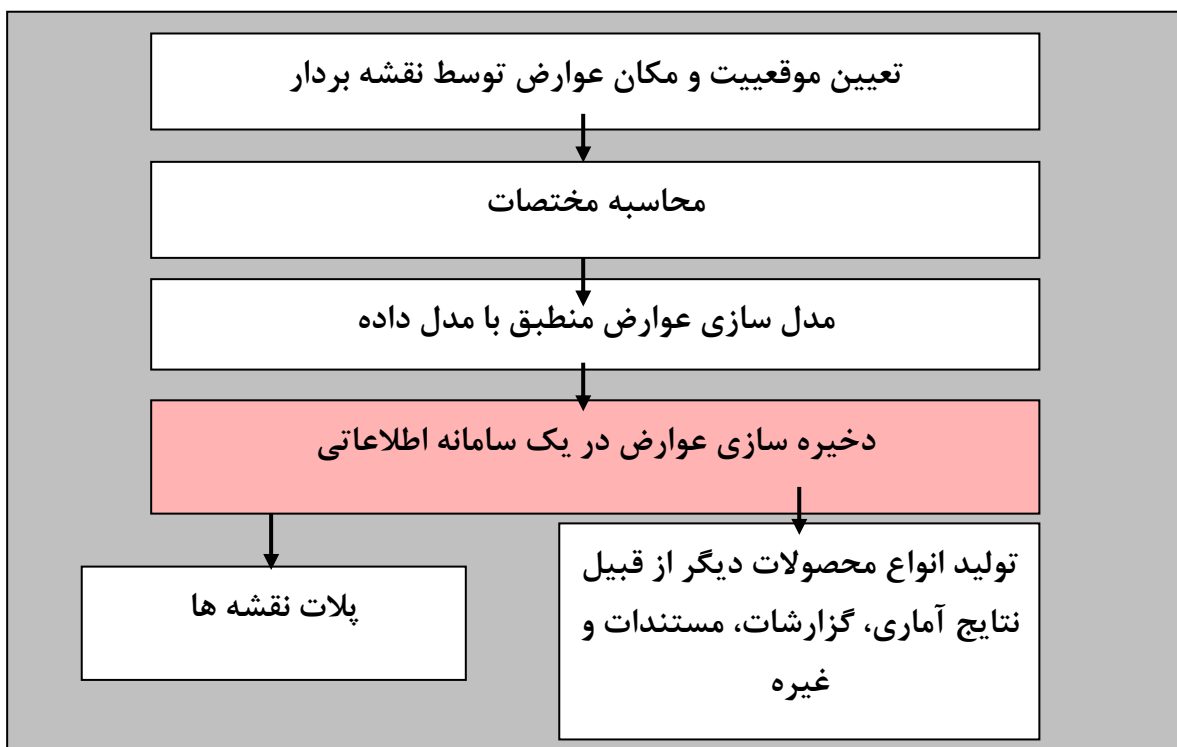 تعیین موقعییت و مکان عوارض توسط نقشه بردار
محاسبه مختصات
مدل سازی عوارض منطبق با مدل داده
ذخیره سازی عوارض در یک سامانه اطلاعاتی
تولید انواع محصولات دیگر از قبیل
نتایج آماری، گزارشات، مستندات و
غیره
پلات نقشه ها